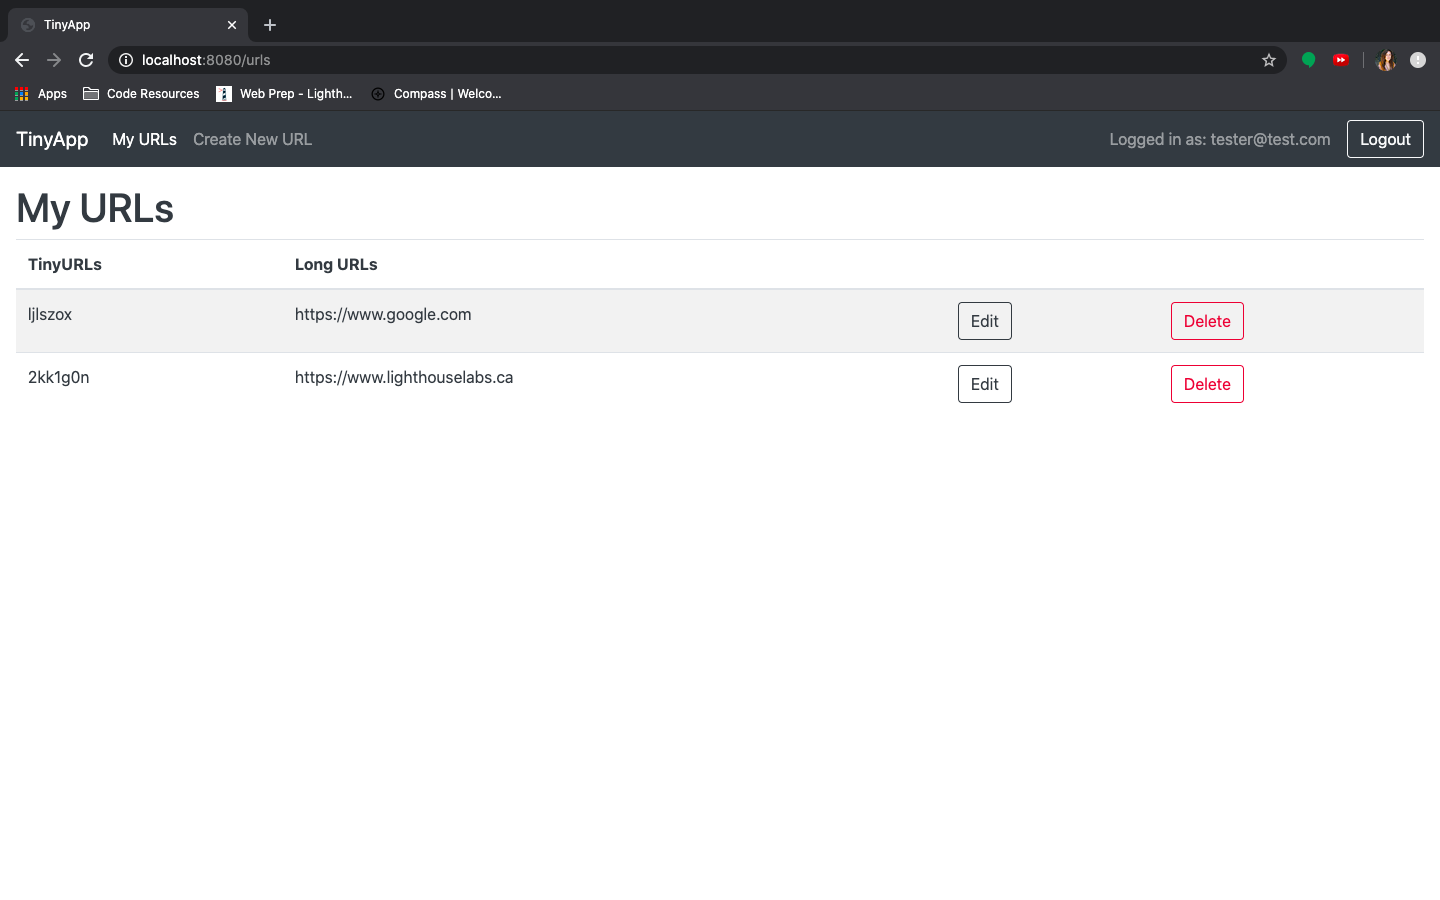 TinyApp
localhost:8080/urls
Apps Code Resources Web Prep - Lighth... Compass | Welco...
TinyApp My URLs Create New URL Logged in as: tester@test.com Logout
My URLs
TinyURLs Long URLs
ljlszox https://www.google.com Edit Delete
2kk1g0n https://www.lighthouselabs.ca Edit Delete